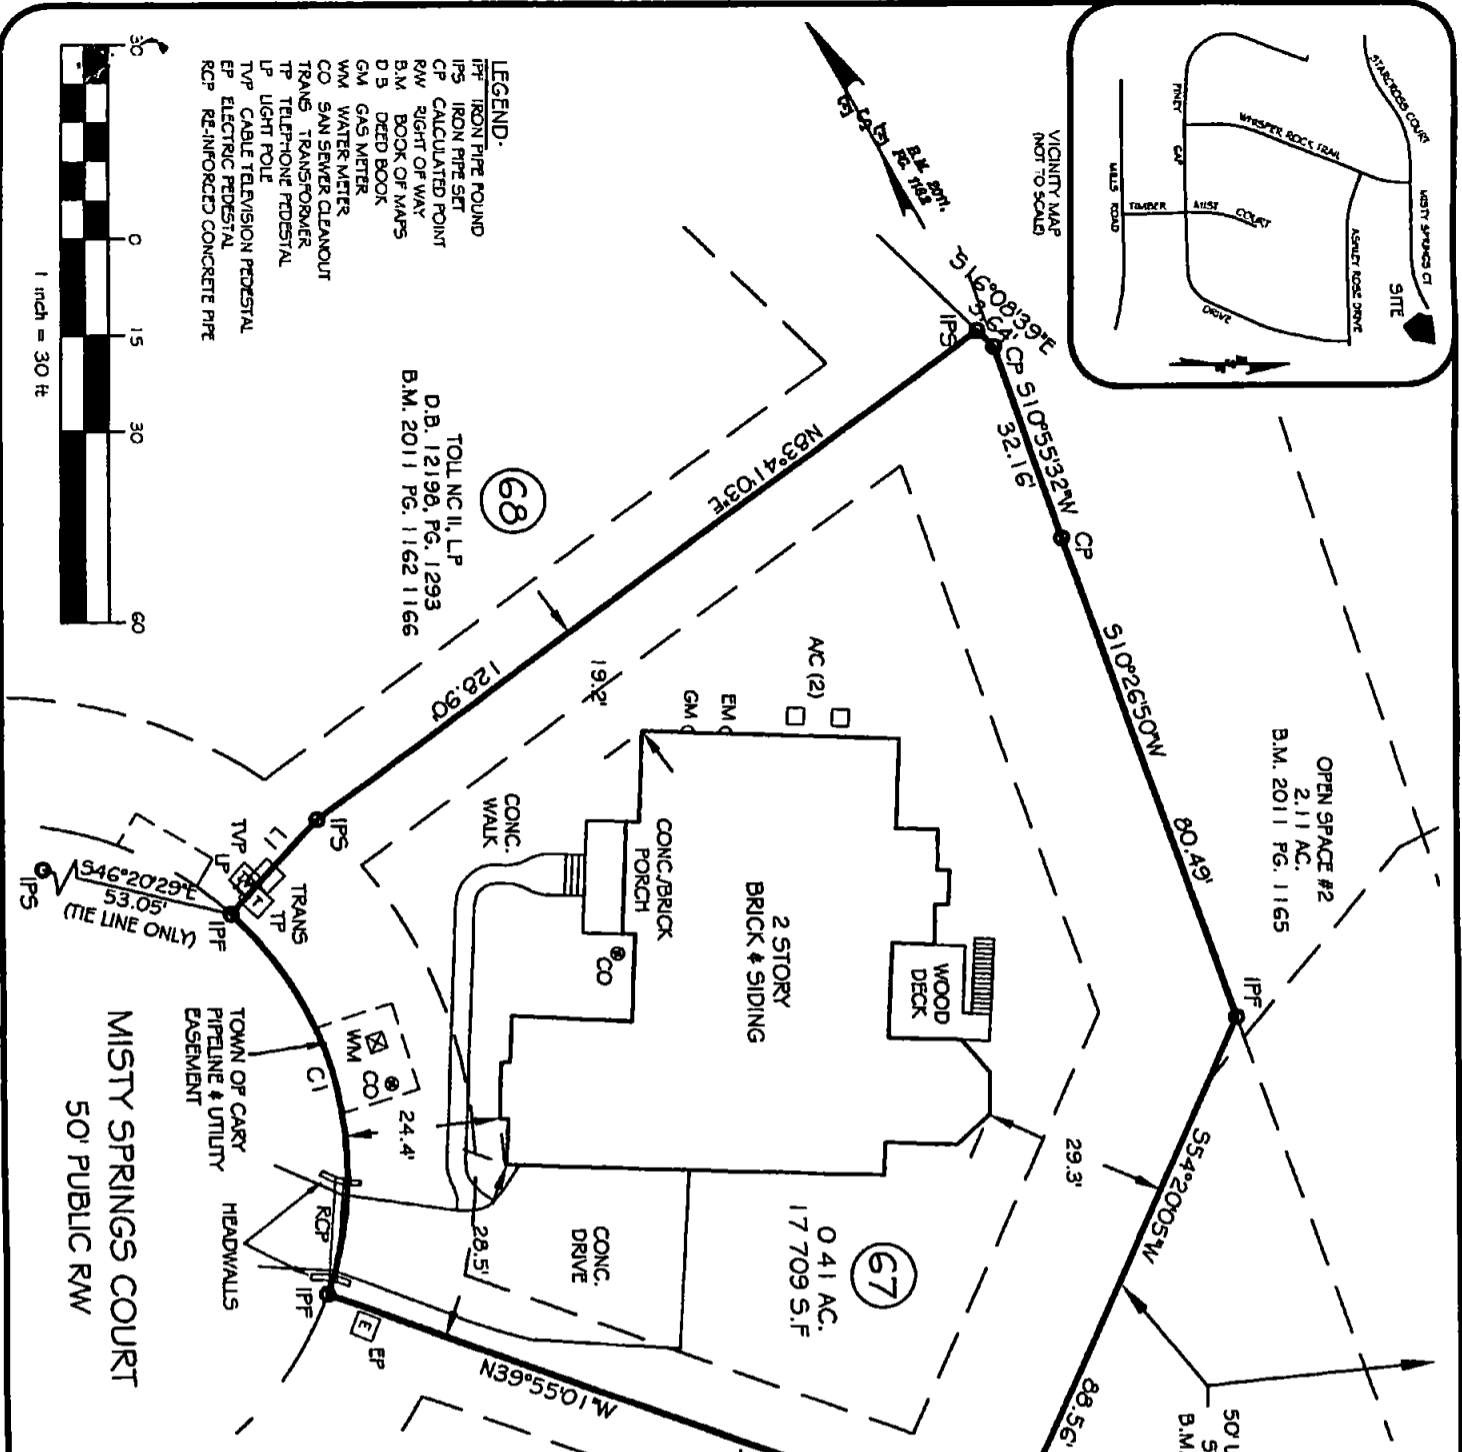 STARCROSS COURT
WHISPER ROCK TRAIL
MISTY SPRINGS CT
SITE
PINEY
GAP
DRIVE
ASHLEY ROSE DRIVE
TIMBER
MIST
COURT
MILLS
ROAD
VICINITY MAP
(NOT TO SCALE)
B.M. 2011,
PG. 1162
LEGEND.
IPF IRON PIPE FOUND
IPS IRON PIPE SET
CP CALCULATED POINT
R/W RIGHT OF WAY
B.M. BOOK OF MAPS
D B DEED BOOK
GM GAS METER
WM WATER METER
CO SAN SEWER CLEANOUT
TRANS TRANSFORMER
TP TELEPHONE PEDESTAL
LP LIGHT POLE
TVP CABLE TELEVISION PEDESTAL
EP ELECTRIC PEDESTAL
RCP RE-INFORCED CONCRETE PIPE
30
0
15
30
60
1 inch = 30 ft
S16°08'39"E
3.64'
IPS
CP
S10°55'32"W
32.16'
CP
S10°26'50"W
80.49'
OPEN SPACE #2
2.11 AC.
B.M. 2011 PG. 1165
IPF
S54°20'05"W
88.56'
50'
B.M.
N83°41'03"E
128.90'
68
TOLL NC II, LP
D.B. 12198, PG. 1293
B.M. 2011 PG. 1162 1166
19.2'
A/C (2)
EM
GM
2 STORY
BRICK & SIDING
WOOD
DECK
CONC./BRICK
PORCH
CONC.
WALK
CO
29.3'
67
0 41 AC.
17 709 S.F
CONC.
DRIVE
28.5'
24.4'
IPS
L1
TVP
LP
TRANS
T
TP
IPF
S46°20'29"E
53.05'
(TIE LINE ONLY)
IPS
WM
CO
C1
TOWN OF CARY
PIPELINE & UTILITY
EASEMENT
RCP
HEADWALLS
IPF
E
EP
N39°55'01"W
MISTY SPRINGS COURT
50' PUBLIC R/W